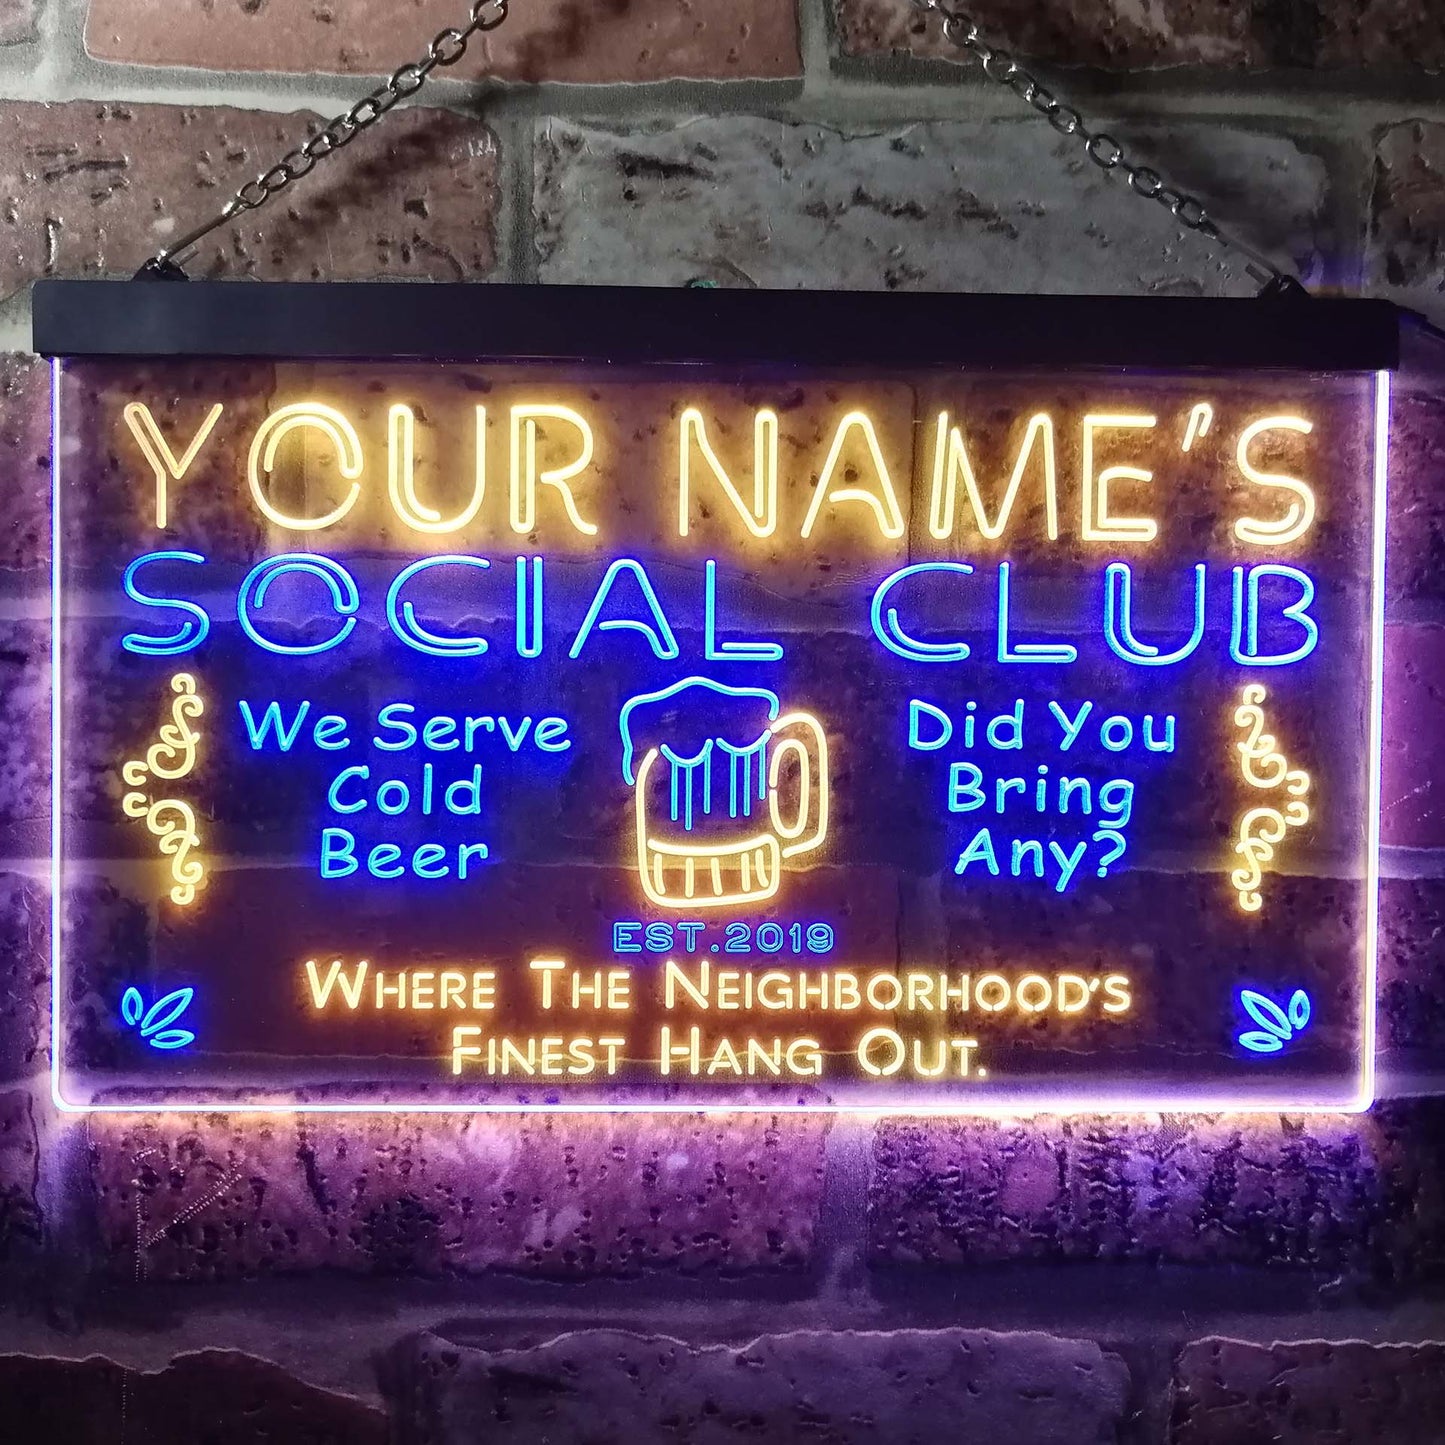 YOUR NAME'S
SOCIAL CLUB
We Serve
Cold
Beer
Did You
Bring
Any?
EST.2019
WHERE THE NEIGHBORHOOD'S
FINEST HANG OUT.